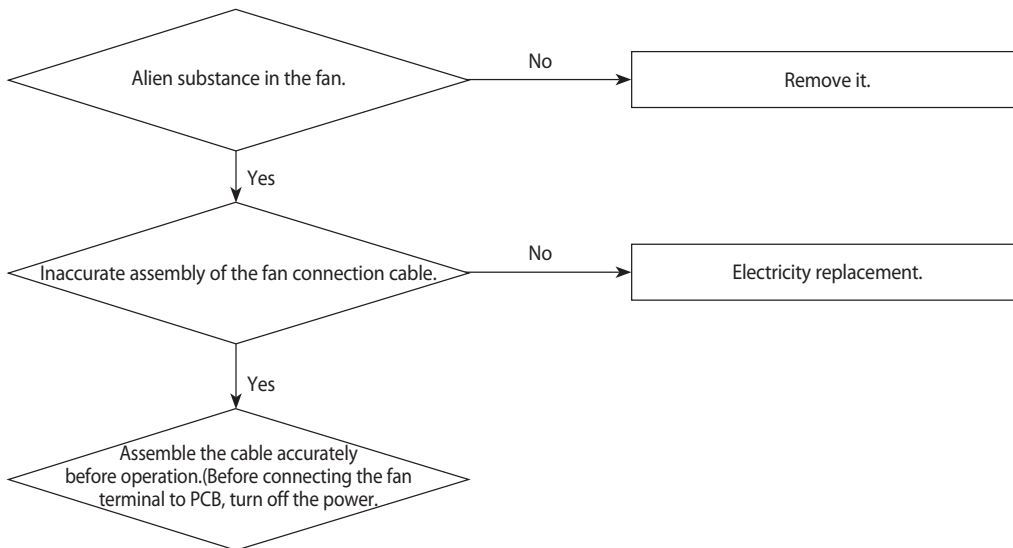 Alien substance in the fan.
No
Remove it.
Yes
Inaccurate assembly of the fan connection cable.
No
Electricity replacement.
Yes
Assemble the cable accurately
before operation.(Before connecting the fan
terminal to PCB, turn off the power.